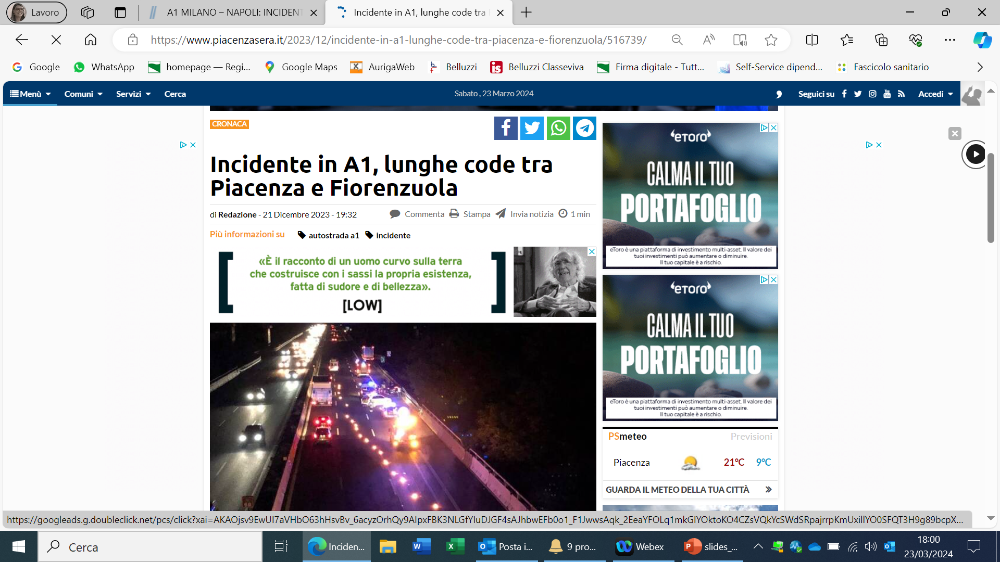 Lavoro
A1 MILANO – NAPOLI: INCIDENT
Incidente in A1, lunghe code tra
https://www.piacenzasera.it/2023/12/incidente-in-a1-lunghe-code-tra-piacenza-e-fiorenzuola/516739/
Google WhatsApp homepage — Regi... Google Maps AurigaWeb Belluzzi Belluzzi Classeviva Firma digitale - Tutt... Self-Service dipend... Fascicolo sanitario
Menù Comuni Servizi Cerca Sabato , 23 Marzo 2024 Seguici su Accedi
CRONACA
Incidente in A1, lunghe code tra
Piacenza e Fiorenzuola
di Redazione - 21 Dicembre 2023 - 19:32 Commenta Stampa Invia notizia 1 min
Più informazioni su autostrada a1 incidente
«È il racconto di un uomo curvo sulla terra
che costruisce con i sassi la propria esistenza,
fatta di sudore e di bellezza».
[LOW]
eToro
CALMA IL TUO
PORTAFOGLIO
eToro è una piattaforma di investimento multi-asset. Il valore dei
tuoi investimenti può aumentare o diminuire.
Il tuo capitale è a rischio.
eToro
CALMA IL TUO
PORTAFOGLIO
eToro è una piattaforma di investimento multi-asset. Il valore dei
tuoi investimenti può aumentare o diminuire.
Il tuo capitale è a rischio.
PSmeteo Previsioni
Piacenza 21°C 9°C
GUARDA IL METEO DELLA TUA CITTÀ
Cerca
Inciden...
Posta i...
9 pro...
Webex
slides_...
18:00
23/03/2024